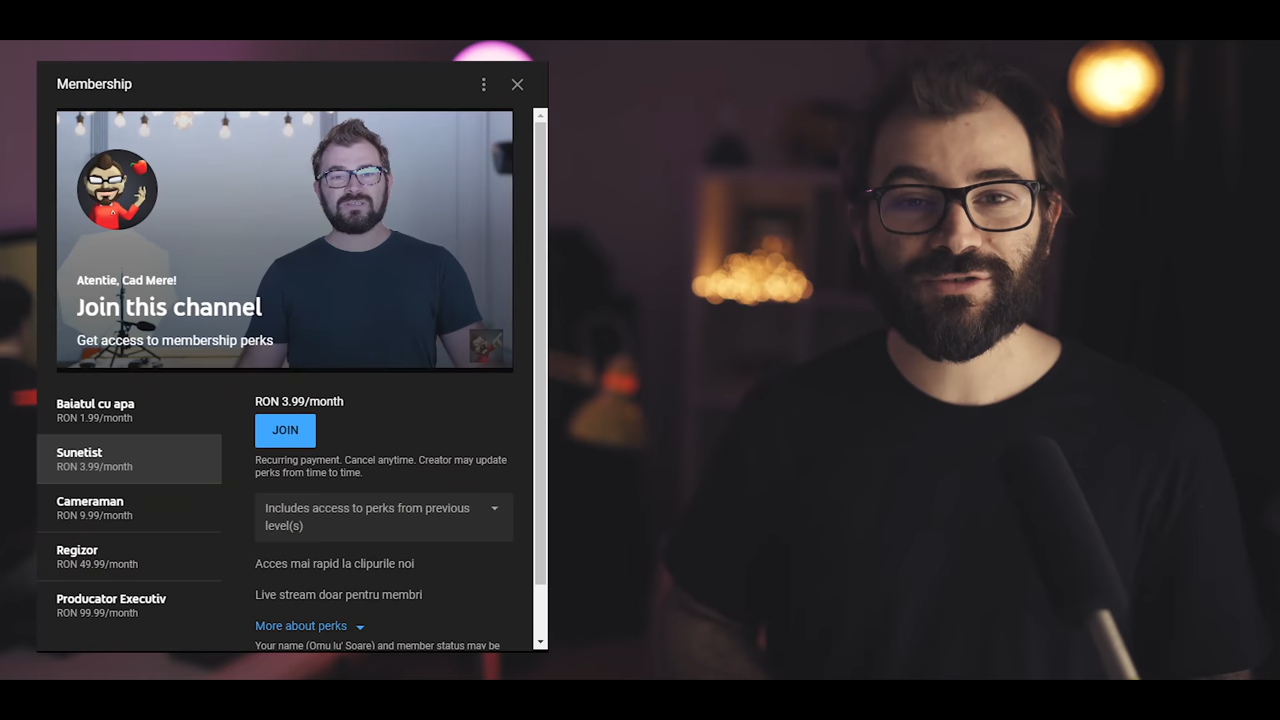 Membership
Atentie, Cad Mere!
Join this channel
Get access to membership perks
Baiatul cu apa
RON 1.99/month
Sunetist
RON 3.99/month
Cameraman
RON 9.99/month
Regizor
RON 49.99/month
Producator Executiv
RON 99.99/month
RON 3.99/month
JOIN
Recurring payment. Cancel anytime. Creator may update
perks from time to time.
Includes access to perks from previous
level(s)
Acces mai rapid la clipurile noi
Live stream doar pentru membri
More about perks
Your name (Omu lu' Soare) and member status may be